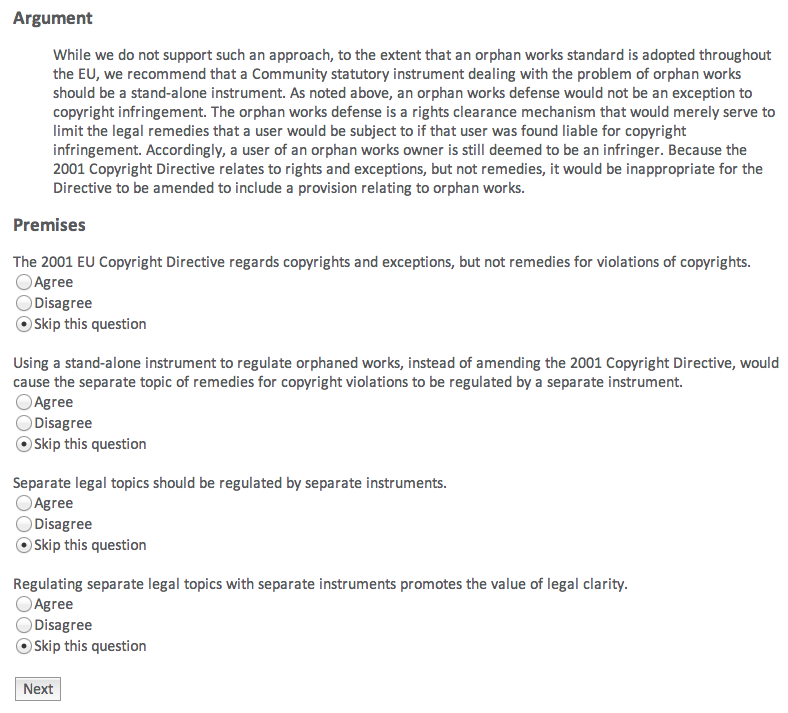 Argument
While we do not support such an approach, to the extent that an orphan works standard is adopted throughout
the EU, we recommend that a Community statutory instrument dealing with the problem of orphan works
should be a stand-alone instrument. As noted above, an orphan works defense would not be an exception to
copyright infringement. The orphan works defense is a rights clearance mechanism that would merely serve to
limit the legal remedies that a user would be subject to if that user was found liable for copyright
infringement. Accordingly, a user of an orphan works owner is still deemed to be an infringer. Because the
2001 Copyright Directive relates to rights and exceptions, but not remedies, it would be inappropriate for the
Directive to be amended to include a provision relating to orphan works.
Premises
The 2001 EU Copyright Directive regards copyrights and exceptions, but not remedies for violations of copyrights.
Agree
Disagree
Skip this question
Using a stand-alone instrument to regulate orphaned works, instead of amending the 2001 Copyright Directive, would
cause the separate topic of remedies for copyright violations to be regulated by a separate instrument.
Agree
Disagree
Skip this question
Separate legal topics should be regulated by separate instruments.
Agree
Disagree
Skip this question
Regulating separate legal topics with separate instruments promotes the value of legal clarity.
Agree
Disagree
Skip this question
Next